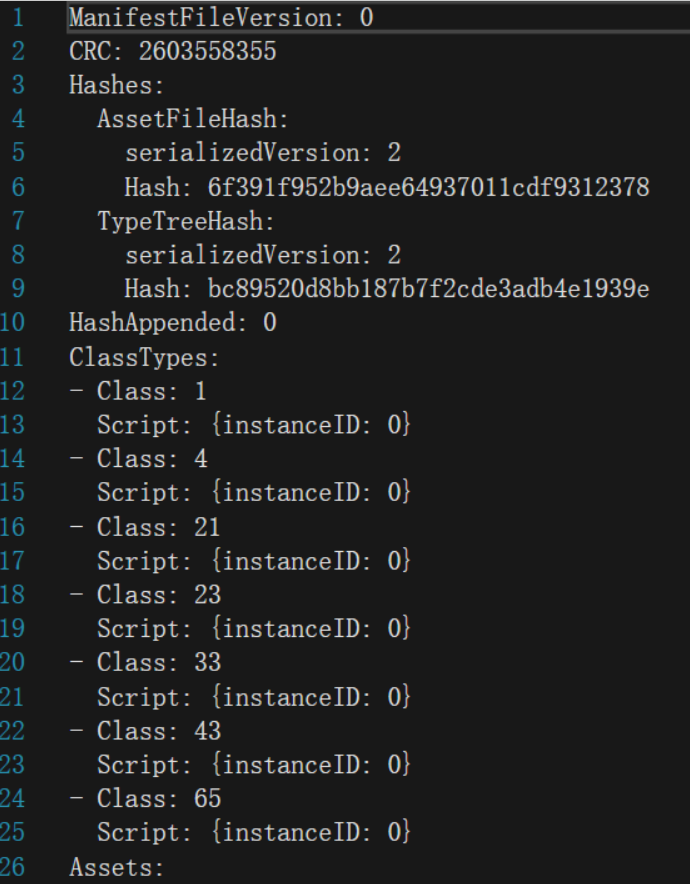 1 ManifestFileVersion: 0
2 CRC: 2603558355
3 Hashes:
4 AssetFileHash:
5 serializedVersion: 2
6 Hash: 6f391f952b9aee64937011cdf9312378
7 TypeTreeHash:
8 serializedVersion: 2
9 Hash: bc89520d8bb187b7f2cde3adb4e1939e
10 HashAppended: 0
11 ClassTypes:
12 - Class: 1
13 Script: {instanceID: 0}
14 - Class: 4
15 Script: {instanceID: 0}
16 - Class: 21
17 Script: {instanceID: 0}
18 - Class: 23
19 Script: {instanceID: 0}
20 - Class: 33
21 Script: {instanceID: 0}
22 - Class: 43
23 Script: {instanceID: 0}
24 - Class: 65
25 Script: {instanceID: 0}
26 Assets: